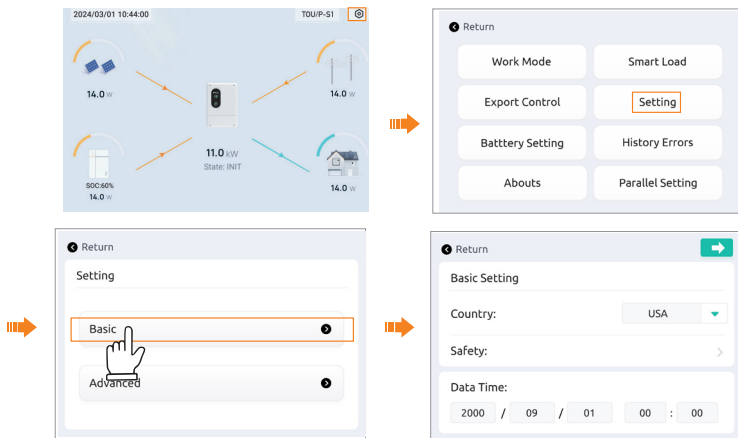 2024/03/01 10:44:00 TOU/P-S1
14.0 W 14.0 W
11.0 kW
State: INIT
SOC:60%
14.0 W 14.0 W
Return
Work Mode Smart Load
Export Control Setting
Batttery Setting History Errors
Abouts Parallel Setting
Return
Setting
Basic
Advanced
Return
Basic Setting
Country: USA
Safety:
Data Time:
2000 / 09 / 01 00 : 00